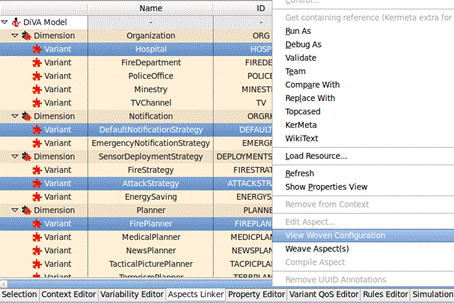 Name ID
DiVA Model - -
Dimension Organization ORG
Variant Hospital HOSP
Variant FireDepartment FIREDE
Variant PoliceOffice POLICE
Variant Minestry MINEST
Variant TVChannel TV
Dimension Notification ORGRK
Variant DefaultNotificationStrategy DEFAULT
Variant EmergencyNotificationStrategy EMERGE
Dimension SensorDeploymentStrategy DEPLOYMENTS
Variant FireStrategy FIRESTRAT
Variant AttackStrategy ATTACKSTRA
Variant EnergySaving ENERGYS
Dimension Planner PLANNE
Variant FirePlanner FIREPLAN
Variant MedicalPlanner MEDICPLAN
Variant NewsPlanner NEWSPLAN
Variant TacticalPicturePlanner TACPICPLAN
Variant TerrorismPlanner TERRPLAN
Control...
Get containing reference (Kermeta extra for
Run As
Debug As
Validate
Team
Compare With
Replace With
Topcased
KerMeta
WikiText
Load Resource...
Refresh
Show Properties View
Remove from Context
Edit Aspect...
View Woven Configuration
Weave Aspect(s)
Compile Aspect
Remove UUID Annotations
Selection Context Editor Variability Editor Aspects Linker Property Editor Variant QoS Editor Rules Editor Simulation